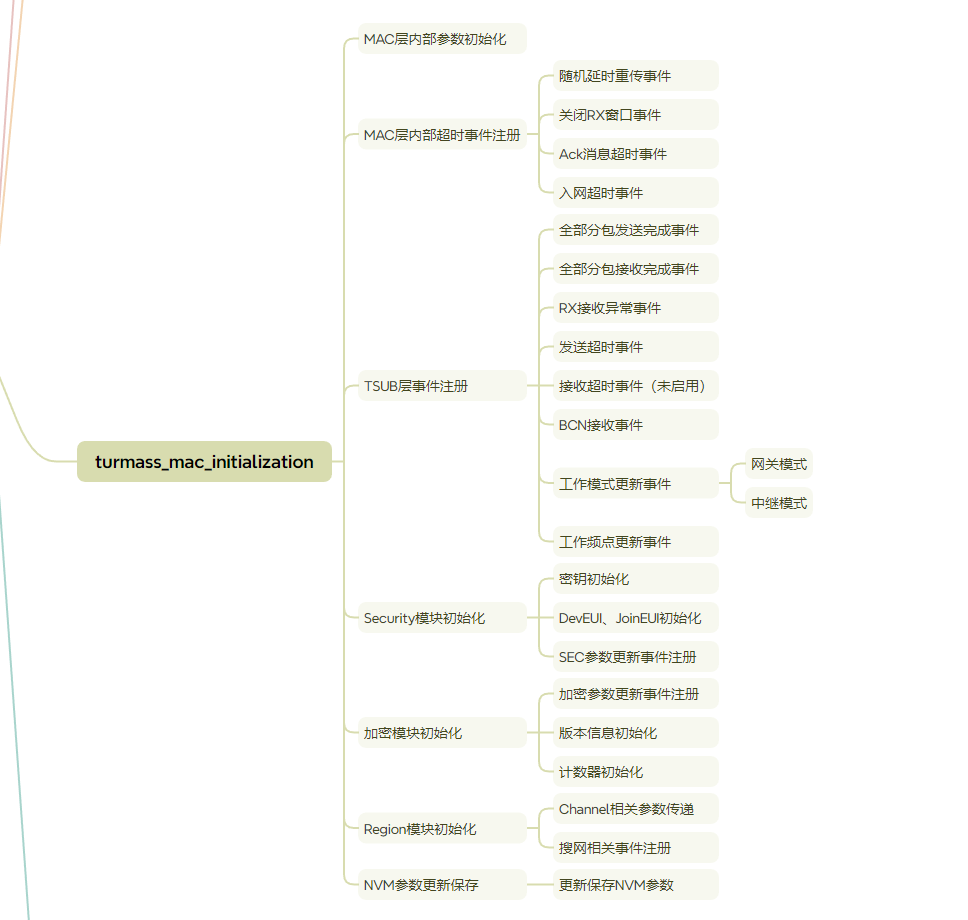 turmass_mac_initialization
MAC层内部参数初始化
MAC层内部超时事件注册
随机延时重传事件
关闭RX窗口事件
Ack消息超时事件
入网超时事件
TSUB层事件注册
全部分包发送完成事件
全部分包接收完成事件
RX接收异常事件
发送超时事件
接收超时事件（未启用）
BCN接收事件
工作模式更新事件
网关模式
中继模式
工作频点更新事件
Security模块初始化
密钥初始化
DevEUI、JoinEUI初始化
SEC参数更新事件注册
加密模块初始化
加密参数更新事件注册
版本信息初始化
计数器初始化
Region模块初始化
Channel相关参数传递
搜网相关事件注册
NVM参数更新保存
更新保存NVM参数